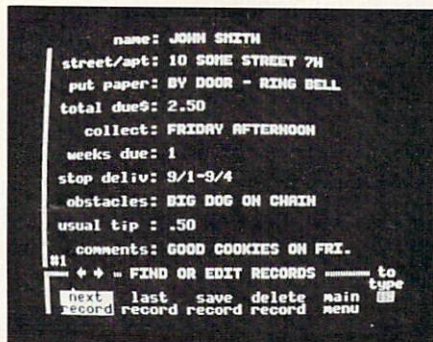 name: JOHN SMITH
street/apt: 10 SOME STREET 7H
put paper: BY DOOR - RING BELL
total due$: 2.50
collect: FRIDAY AFTERNOON
weeks due: 1
stop deliv: 9/1-9/4
obstacles: BIG DOG ON CHAIN
usual tip : .50
comments: GOOD COOKIES ON FRI.
#1
FIND OR EDIT RECORDS to
type
next last save delete main
record record record record menu